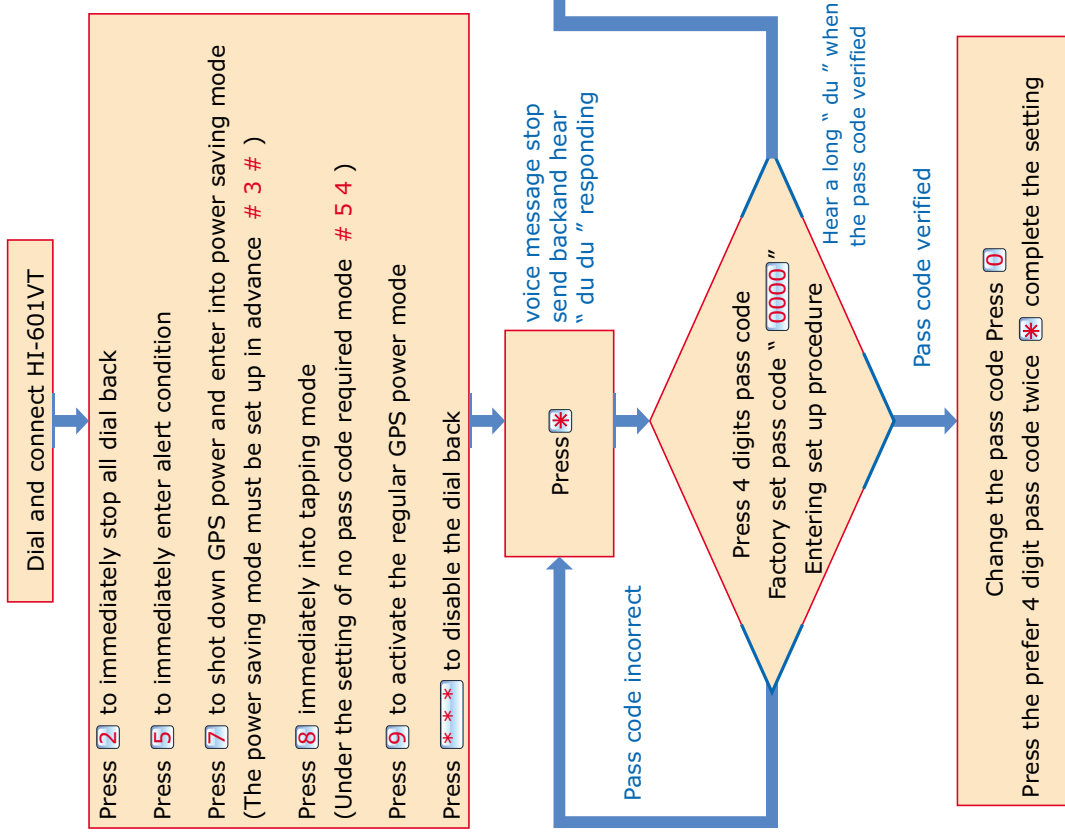 Dial and connect HI-601VT
Press 2 to immediately stop all dial back
Press 5 to immediately enter alert condition
Press 7 to shot down GPS power and enter into power saving mode
(The power saving mode must be set up in advance # 3 # )
Press 8 immediately into tapping mode
(Under the setting of no pass code required mode # 5 4 )
Press 9 to activate the regular GPS power mode
Press * * * to disable the dial back
Press *
voice message stop
send backand hear
“ du du ” responding
Pass code incorrect
Press 4 digits pass code
Factory set pass code “ 0000 ”
Entering set up procedure
Hear a long “ du ” when
the pass code verified
Pass code verified
Change the pass code Press 0
Press the prefer 4 digit pass code twice * complete the setting